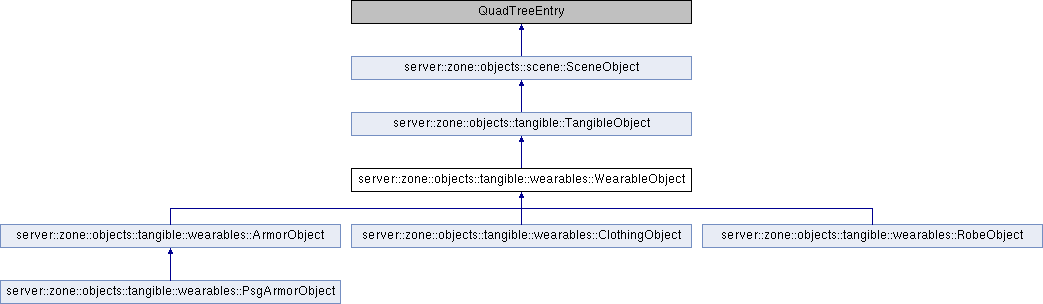 QuadTreeEntry
server::zone::objects::scene::SceneObject
server::zone::objects::tangible::TangibleObject
server::zone::objects::tangible::wearables::WearableObject
server::zone::objects::tangible::wearables::ArmorObject
server::zone::objects::tangible::wearables::ClothingObject
server::zone::objects::tangible::wearables::RobeObject
server::zone::objects::tangible::wearables::PsgArmorObject